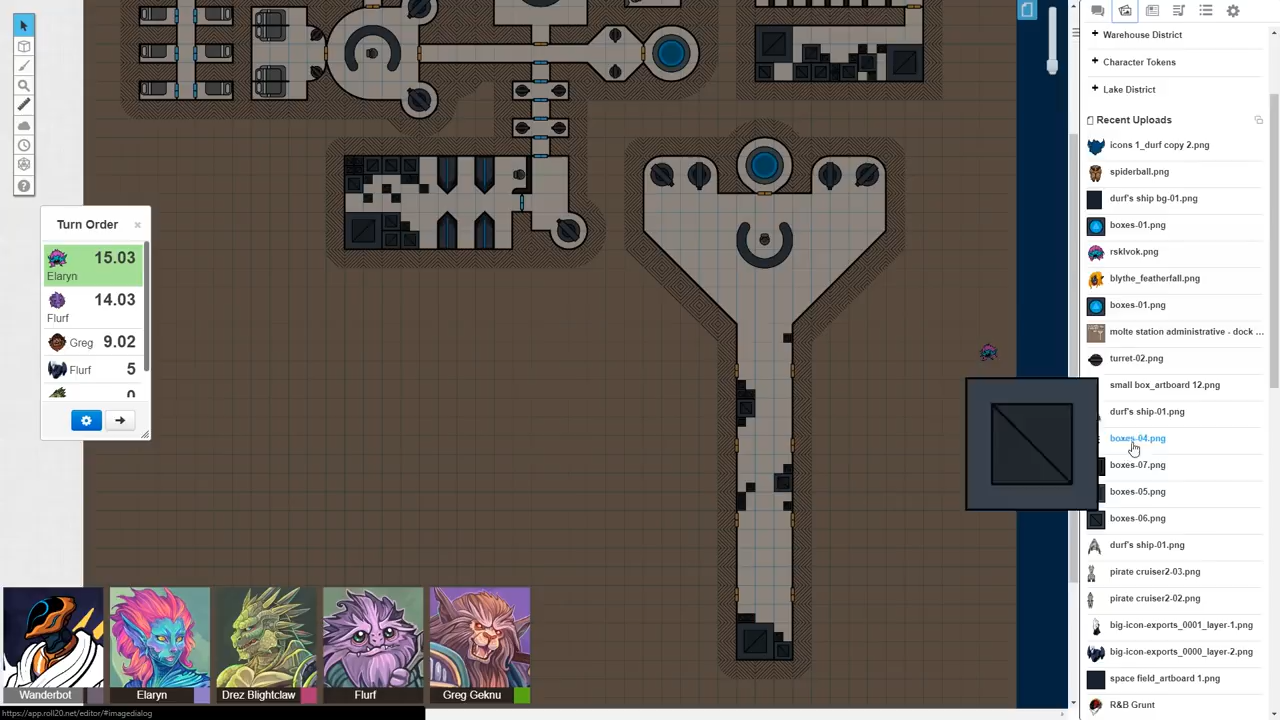 Warehouse District
Character Tokens
Lake District
Recent Uploads
icons 1_durf copy 2.png
spiderball.png
durf's ship bg-01.png
boxes-01.png
rsklvok.png
blythe_featherfall.png
boxes-01.png
molte station administrative - dock ...
turret-02.png
small box_artboard 12.png
durf's ship-01.png
boxes-04.png
boxes-07.png
boxes-05.png
boxes-06.png
durf's ship-01.png
pirate cruiser2-03.png
pirate cruiser2-02.png
big-icon-exports_0001_layer-1.png
big-icon-exports_0000_layer-2.png
space field_artboard 1.png
R&B Grunt
Turn Order
15.03
Elaryn
14.03
Flurf
Greg 9.02
Flurf 5
Wanderbot
Elaryn
Drez Blightclaw
Flurf
Greg Geknu
https://app.roll20.net/editor/#imagedialog